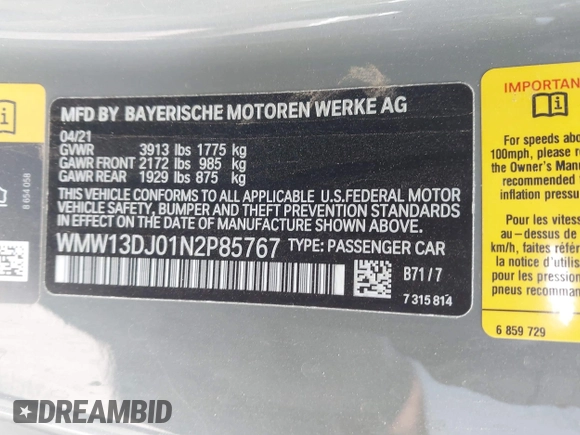 MFD BY BAYERISCHE MOTOREN WERKE AG
04/21
GVWR 3913 lbs 1775 kg
GAWR FRONT 2172 lbs 985 kg
GAWR REAR 1929 lbs 875 kg
THIS VEHICLE CONFORMS TO ALL APPLICABLE U.S.FEDERAL MOTOR
VEHICLE SAFETY, BUMPER AND THEFT PREVENTION STANDARDS
IN EFFECT ON THE DATE OF MANUFACTURE SHOWN ABOVE.
WMW13DJ01N2P85767 TYPE: PASSENGER CAR
B71/7
7 315 814
8 654 058
IMPORTAN
For speeds abo
100mph, please re
the Owner's Manu
recommended
inflation pressur
Pour les vitesse
au-dessus de
km/h, faites référe
la notice d'utilis
pour les pression
pneus recomman
6 859 729
DREAMBID